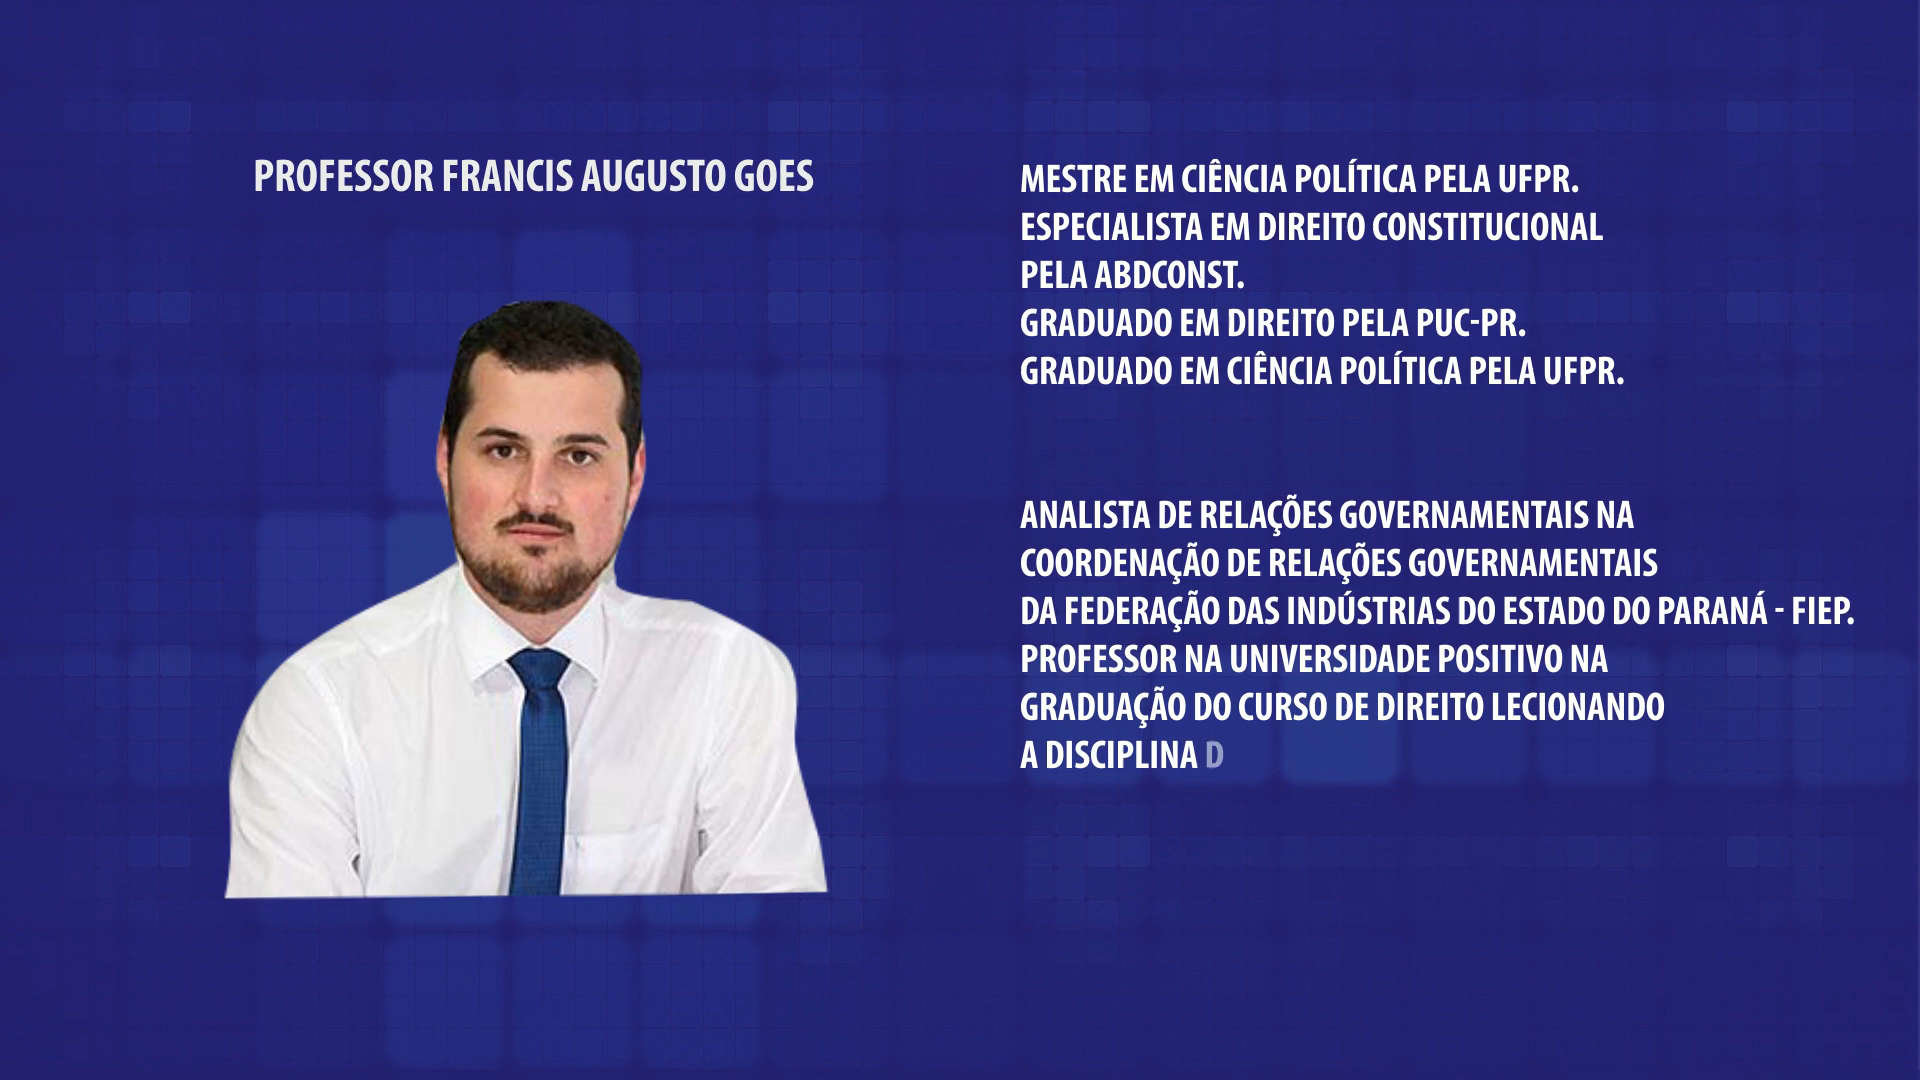 PROFESSOR FRANCIS AUGUSTO GOES
MESTRE EM CIÊNCIA POLÍTICA PELA UFPR.
ESPECIALISTA EM DIREITO CONSTITUCIONAL
PELA ABDCONST.
GRADUADO EM DIREITO PELA PUC-PR.
GRADUADO EM CIÊNCIA POLÍTICA PELA UFPR.
ANALISTA DE RELAÇÕES GOVERNAMENTAIS NA
COORDENAÇÃO DE RELAÇÕES GOVERNAMENTAIS
DA FEDERAÇÃO DAS INDÚSTRIAS DO ESTADO DO PARANÁ - FIEP.
PROFESSOR NA UNIVERSIDADE POSITIVO NA
GRADUAÇÃO DO CURSO DE DIREITO LECIONANDO
A DISCIPLINA D